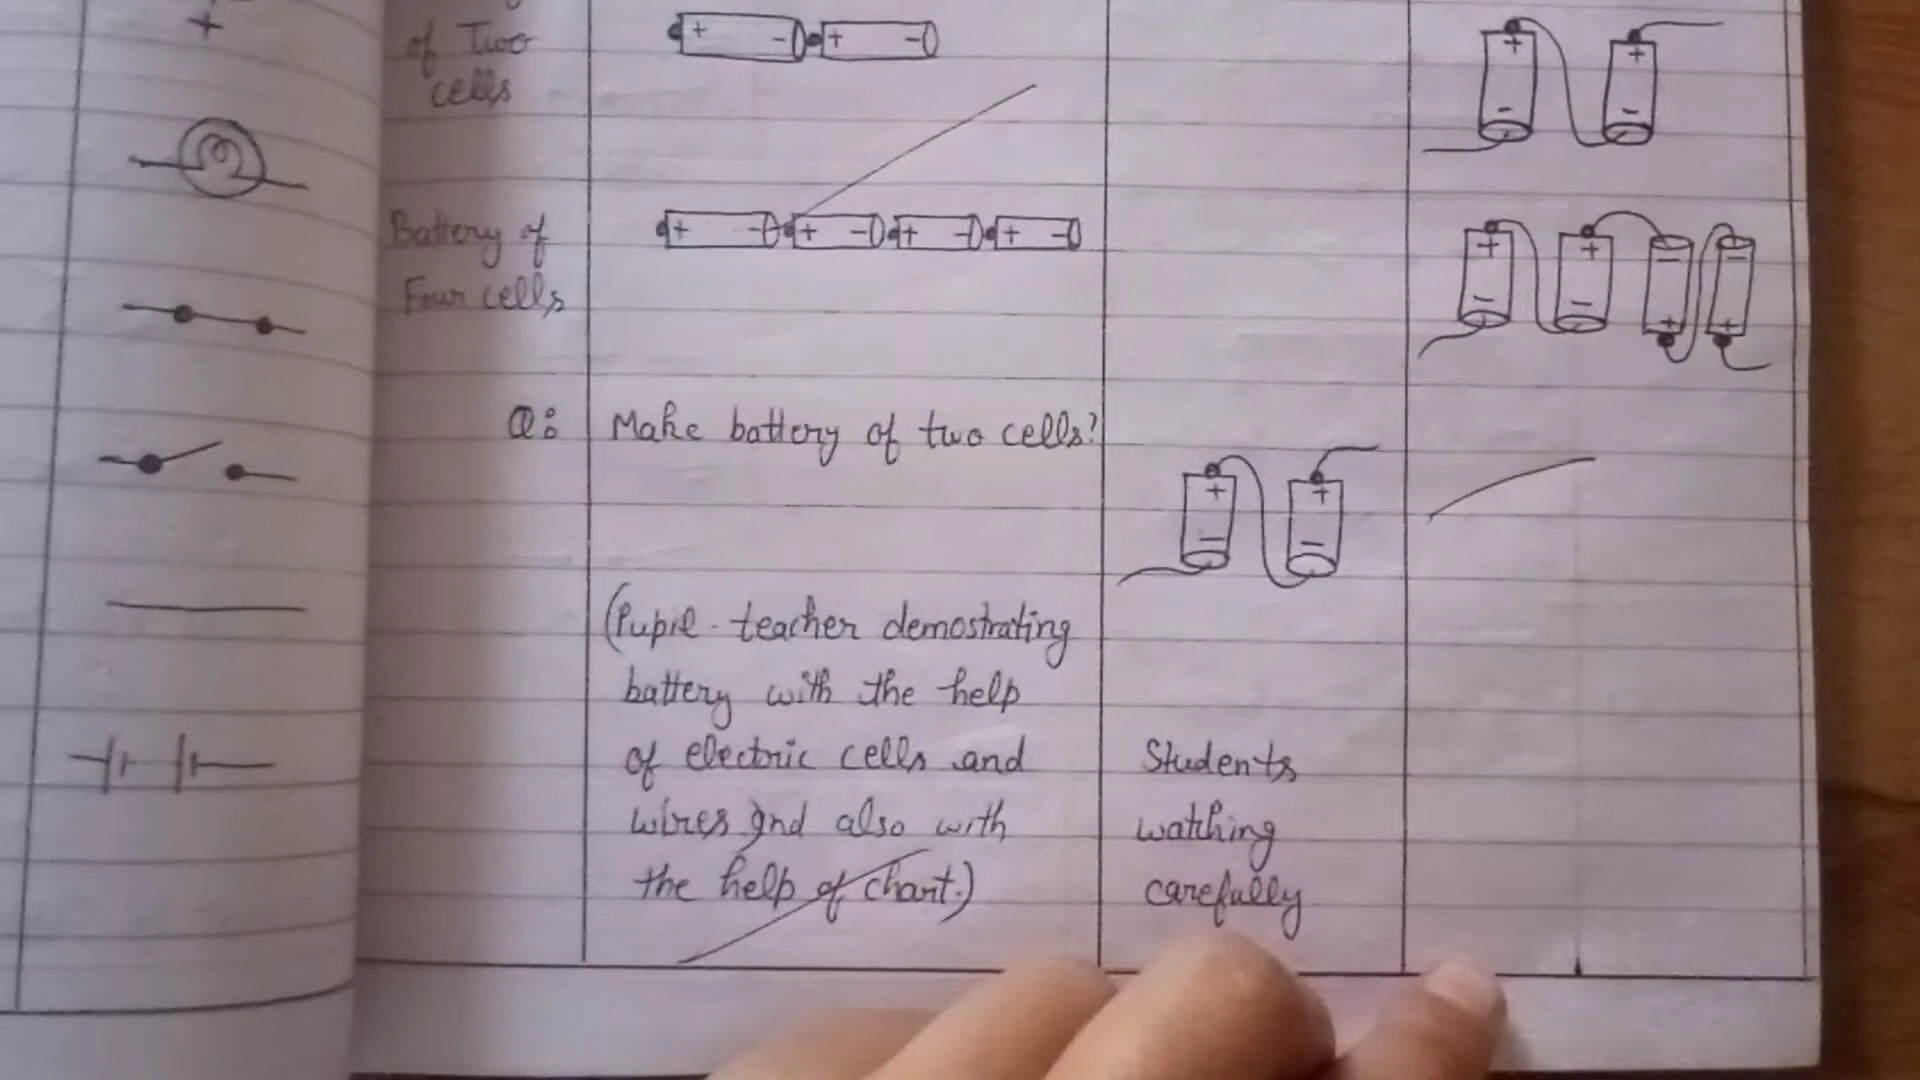 of Two
cells
Battery of
Four cells
Q: Make battery of two cells?
(Pupil-teacher demostrating
battery with the help
of electric cells and
wires and also with
the help of chart.)
Students
watching
carefully